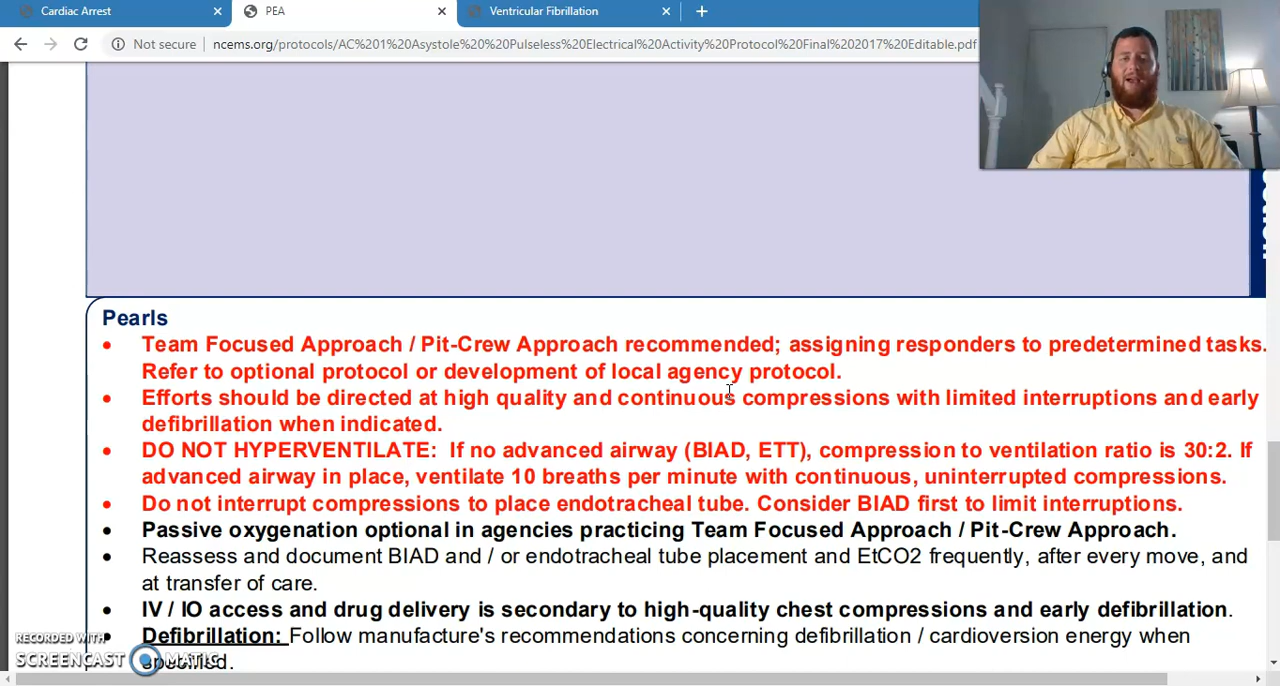 Cardiac Arrest
PEA
Ventricular Fibrillation
Not secure
ncems.org/protocols/AC%201%20Asystole%20%20Pulseless%20Electrical%20Activity%20Protocol%20Final%202017%20Editable.pdf
Pearls
• Team Focused Approach / Pit-Crew Approach recommended; assigning responders to predetermined tasks.
Refer to optional protocol or development of local agency protocol.
• Efforts should be directed at high quality and continuous compressions with limited interruptions and early
defibrillation when indicated.
• DO NOT HYPERVENTILATE: If no advanced airway (BIAD, ETT), compression to ventilation ratio is 30:2. If
advanced airway in place, ventilate 10 breaths per minute with continuous, uninterrupted compressions.
• Do not interrupt compressions to place endotracheal tube. Consider BIAD first to limit interruptions.
• Passive oxygenation optional in agencies practicing Team Focused Approach / Pit-Crew Approach.
• Reassess and document BIAD and / or endotracheal tube placement and EtCO2 frequently, after every move, and
at transfer of care.
• IV / IO access and drug delivery is secondary to high-quality chest compressions and early defibrillation.
• Defibrillation: Follow manufacture's recommendations concerning defibrillation / cardioversion energy when
specified.
RECORDED WITH
SCREENCAST MATIC